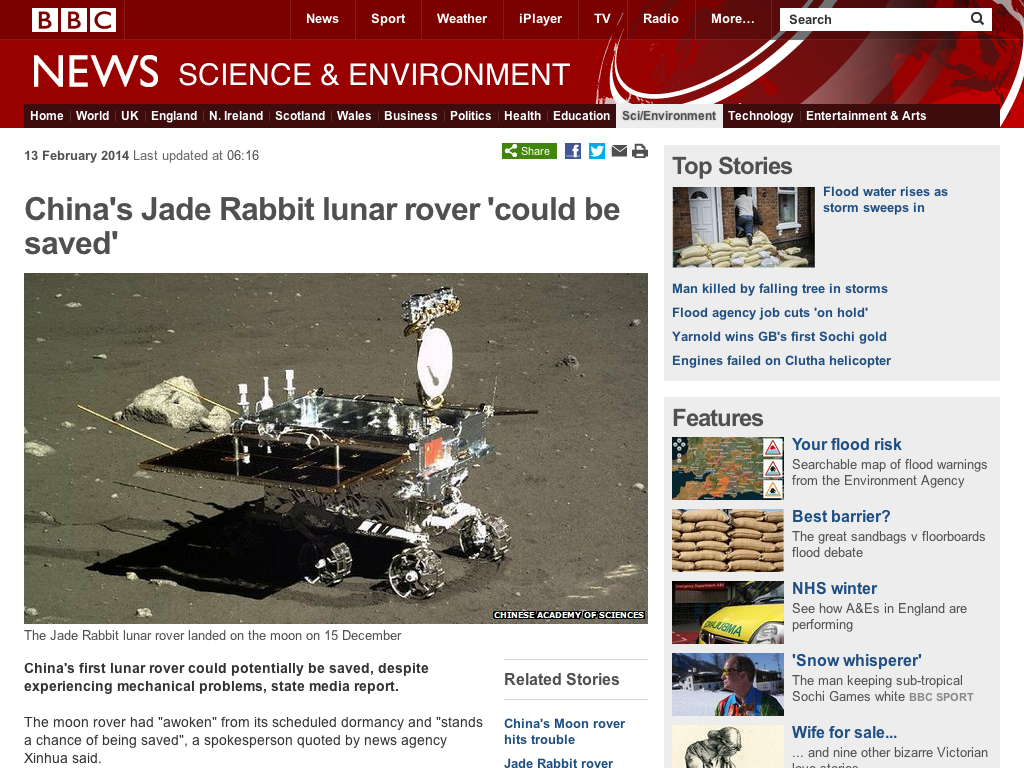 BBC
News Sport Weather iPlayer TV Radio More… Search
NEWS SCIENCE & ENVIRONMENT
Home World UK England N. Ireland Scotland Wales Business Politics Health Education Sci/Environment Technology Entertainment & Arts
13 February 2014 Last updated at 06:16
Share
China's Jade Rabbit lunar rover 'could be
saved'
CHINESE ACADEMY OF SCIENCES
The Jade Rabbit lunar rover landed on the moon on 15 December
China's first lunar rover could potentially be saved, despite
experiencing mechanical problems, state media report.
The moon rover had "awoken" from its scheduled dormancy and "stands
a chance of being saved", a spokesperson quoted by news agency
Xinhua said.
Related Stories
China's Moon rover
hits trouble
Jade Rabbit rover
Top Stories
Flood water rises as
storm sweeps in
Man killed by falling tree in storms
Flood agency job cuts 'on hold'
Yarnold wins GB's first Sochi gold
Engines failed on Clutha helicopter
Features
Your flood risk
Searchable map of flood warnings
from the Environment Agency
Best barrier?
The great sandbags v floorboards
flood debate
NHS winter
See how A&Es in England are
performing
'Snow whisperer'
The man keeping sub-tropical
Sochi Games white BBC SPORT
Wife for sale...
... and nine other bizarre Victorian
love stories